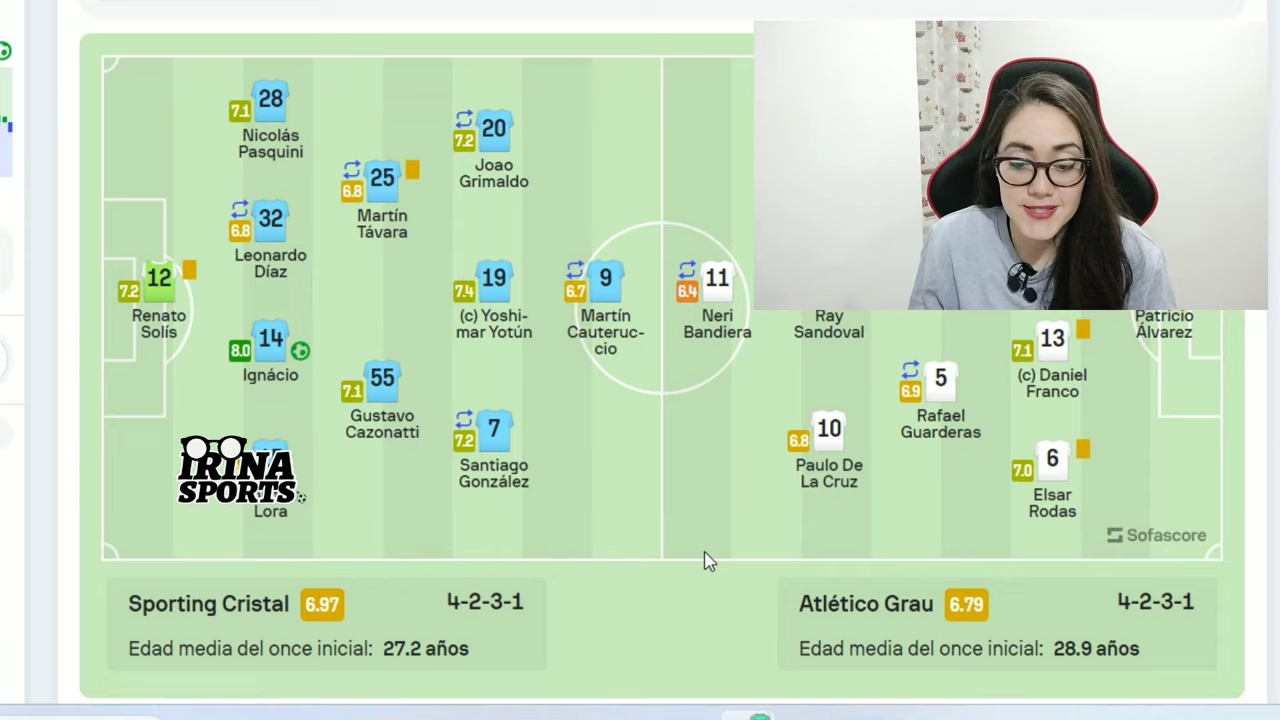 28
7.1
Nicolás
Pasquini
20
7.2
Joao
Grimaldo
25
6.8
Martín
Távara
32
6.8
Leonardo
Díaz
12
7.2
Renato
Solís
19
7.4
(c) Yoshi-
mar Yotún
9
6.7
Martín
Cauteruc-
cio
11
6.4
Neri
Bandiera
Ray
Sandoval
Patricio
Álvarez
14
8.0
Ignácio
13
7.1
(c) Daniel
Franco
55
7.1
Gustavo
Cazonatti
5
6.9
Rafael
Guarderas
7
7.2
Santiago
González
10
6.8
Paulo De
La Cruz
6
7.0
Elsar
Rodas
IRINA
SPORTS
Lora
Sofascore
Sporting Cristal 6.97 4-2-3-1
Edad media del once inicial: 27.2 años
Atlético Grau 6.79 4-2-3-1
Edad media del once inicial: 28.9 años